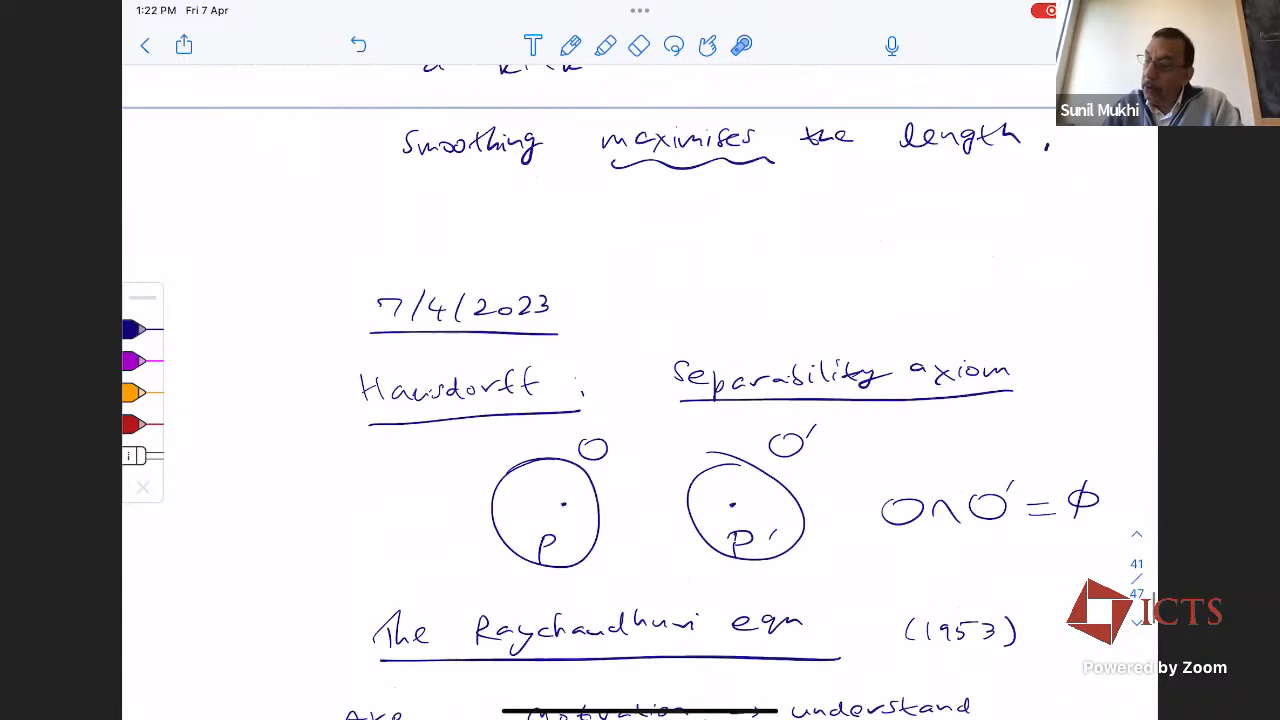 1:22 PM Fri 7 Apr
Sunil Mukhi
Smoothing maximises the length.
7/4/2023
Hausdorff : Separability axiom
O O'
O∩O' = φ
p p'
41
/
47
ICTS
The Raychaudhuri eqn (1953)
Powered by Zoom
motivation → understand